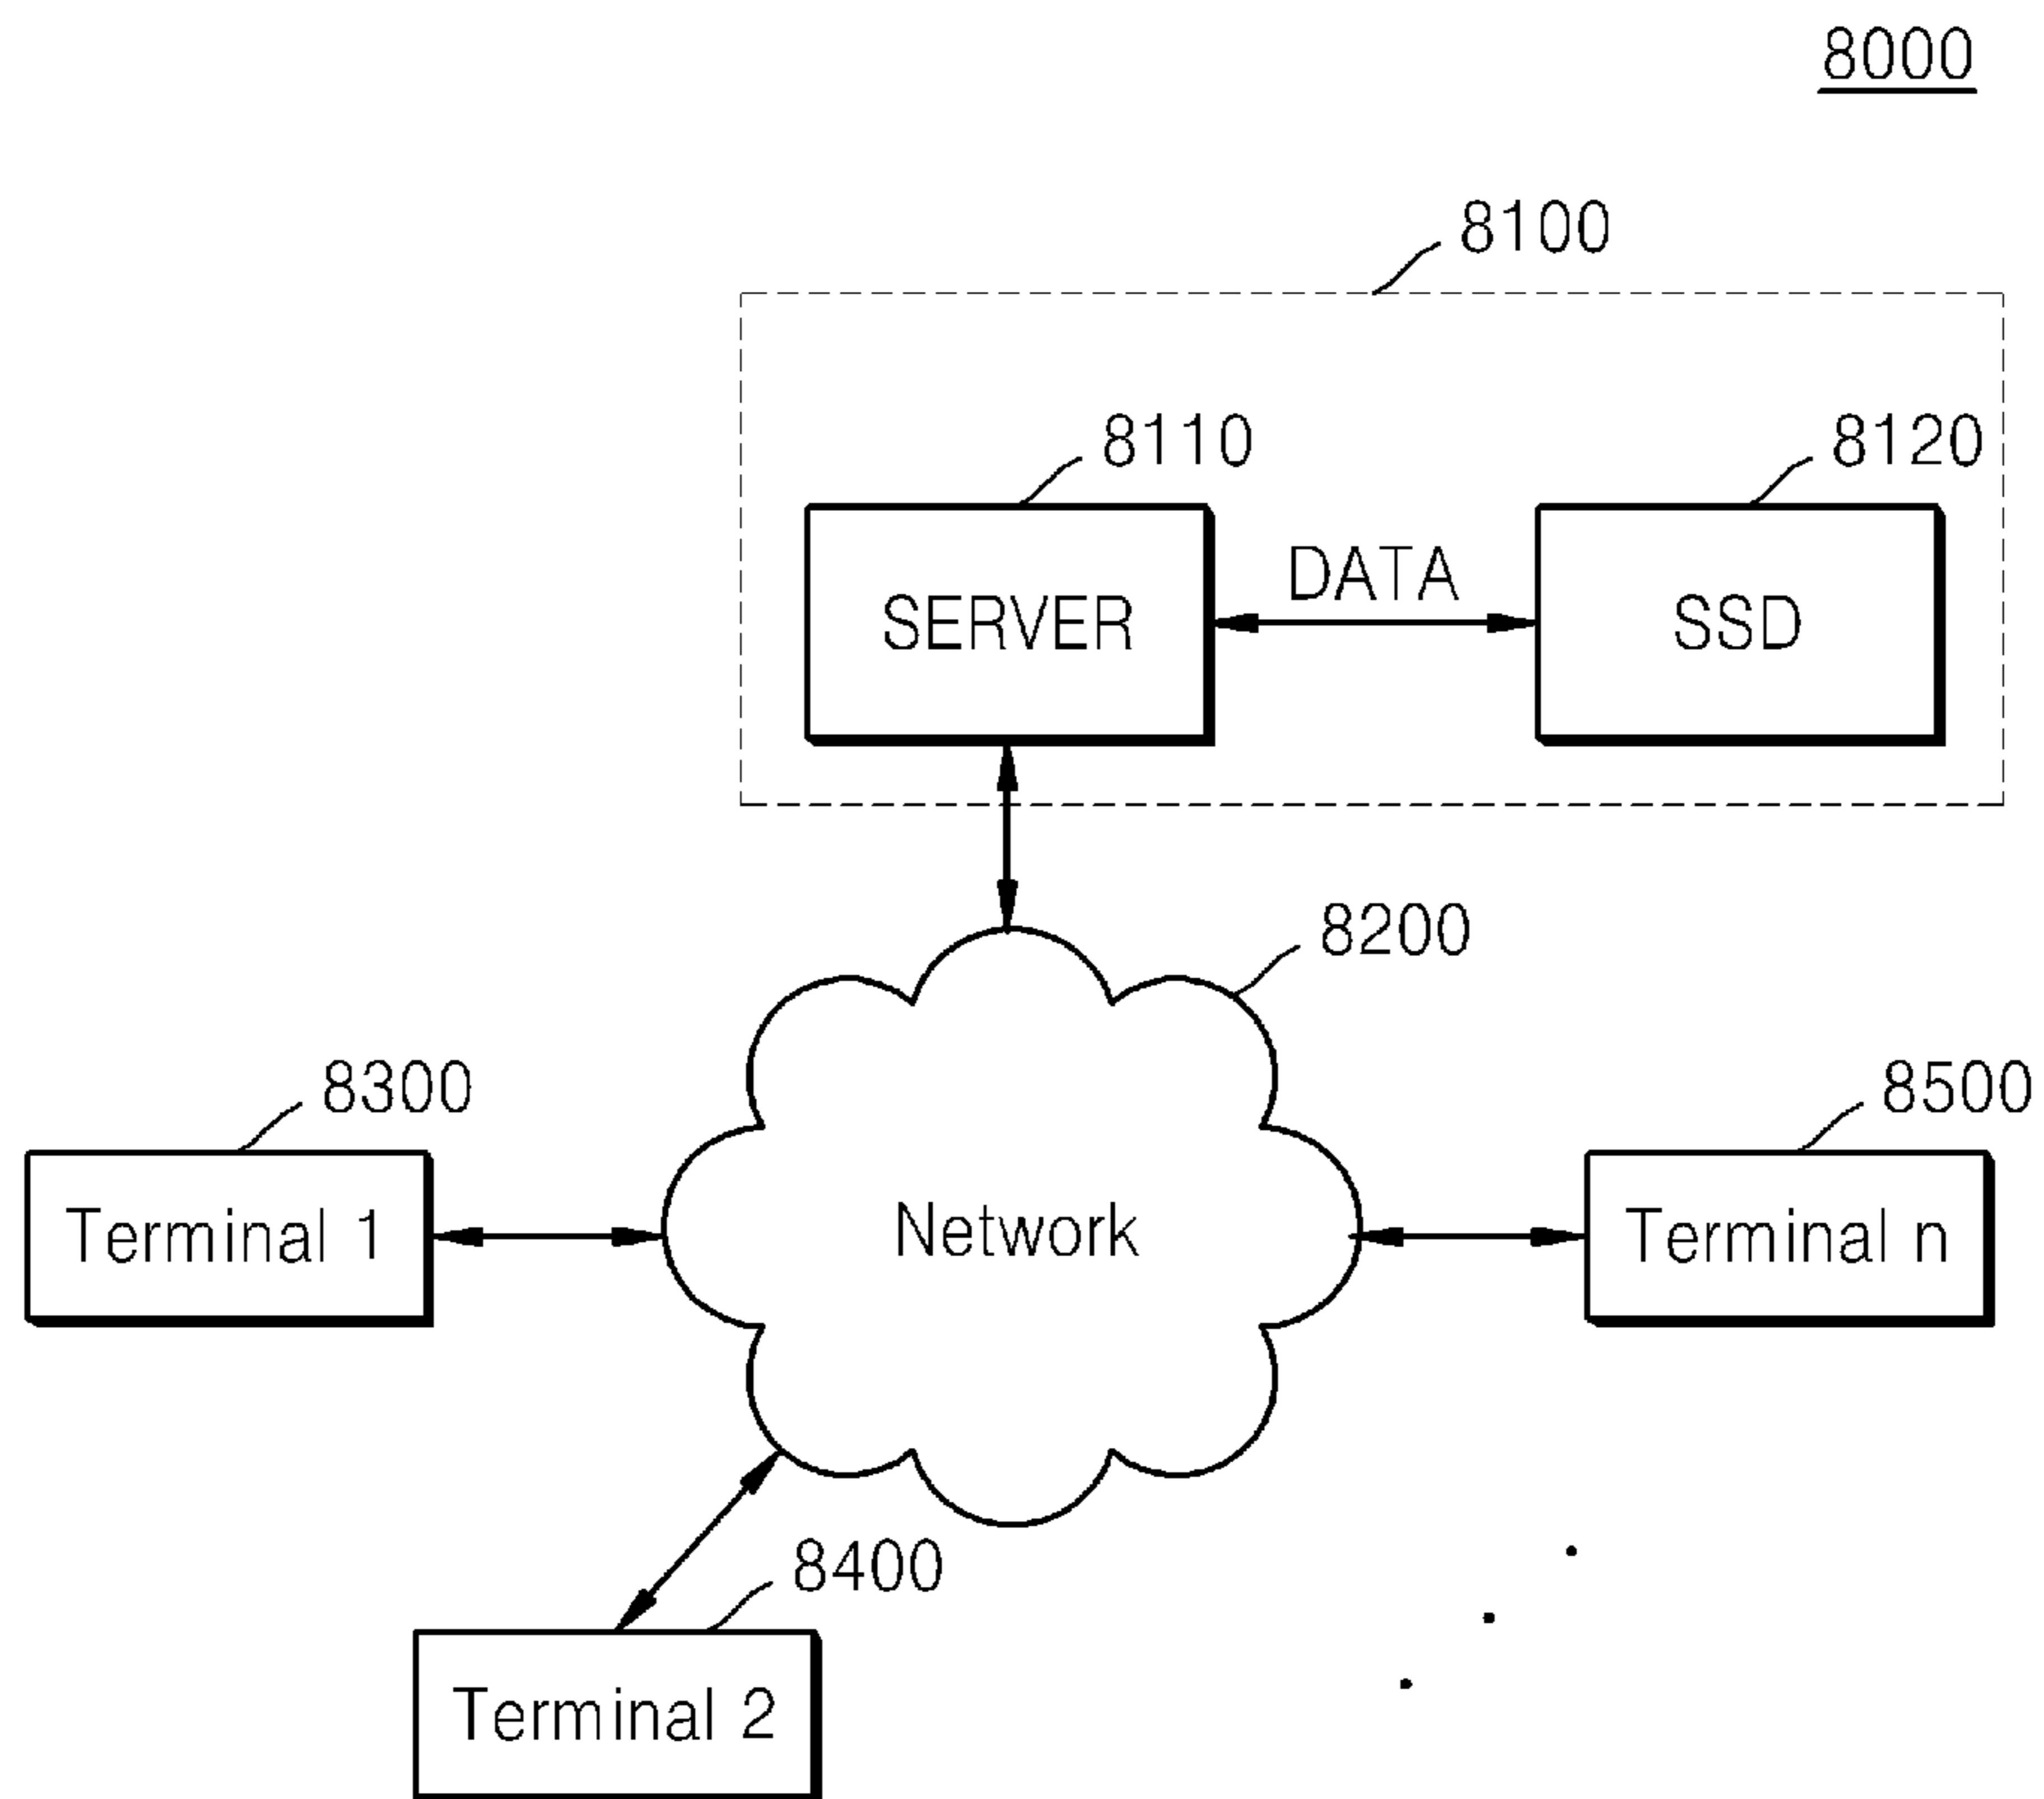 8000
8100
8110
8120
DATA
SERVER
SSD
8200
8300
8500
Terminal 1
Network
Terminal n
8400
Terminal 2